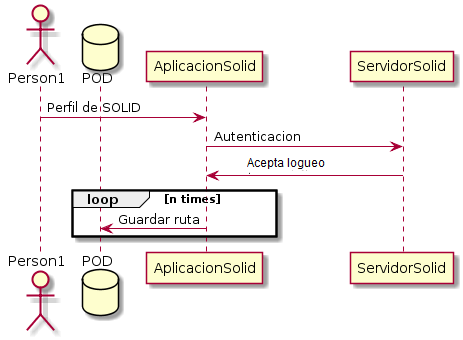 Person1
POD
AplicacionSolid
ServidorSolid
Perfil de SOLID
Autenticacion
Acepta logueo
loop
[n times]
Guardar ruta
Person1
POD
AplicacionSolid
ServidorSolid